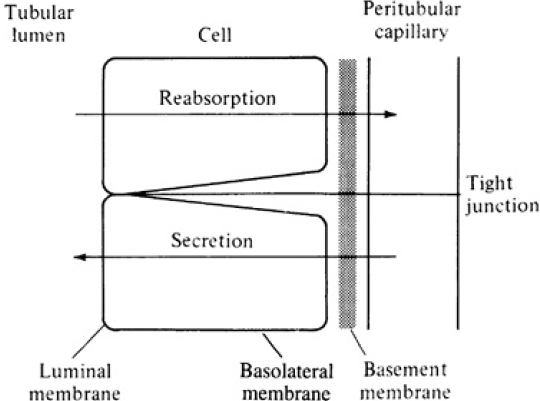 Tubular
lumen
Cell
Peritubular
capillary
Reabsorption
Tight
junction
Secretion
Luminal
membrane
Basolateral
membrane
Basement
membrane